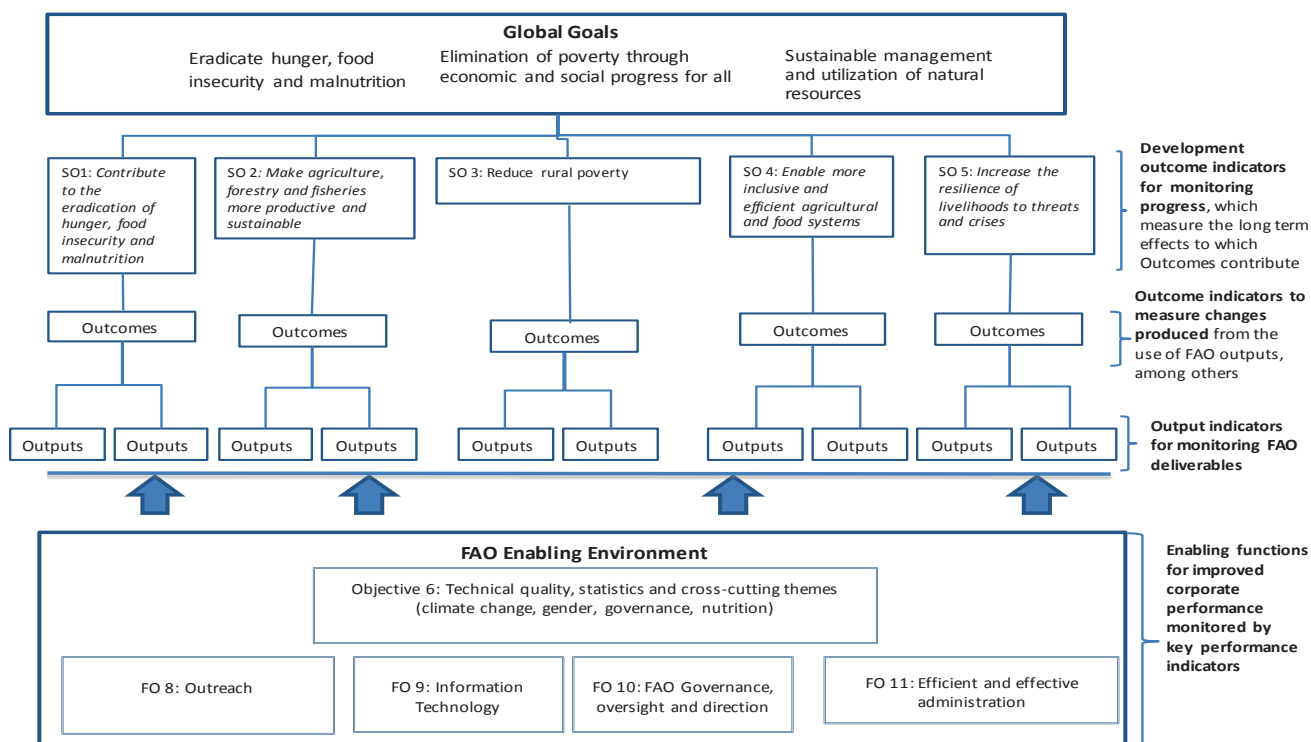 Global Goals
Eradicate hunger, food
insecurity and malnutrition
Elimination of poverty through
economic and social progress for all
Sustainable management
and utilization of natural
resources
SO1: Contribute
to the
eradication of
hunger, food
insecurity and
malnutrition
SO 2: Make agriculture,
forestry and fisheries
more productive and
sustainable
SO 3: Reduce rural poverty
SO 4: Enable more
inclusive and
efficient agricultural
and food systems
SO 5: Increase the
resilience of
livelihoods to threats
and crises
Development
outcome indicators
for monitoring
progress, which
measure the long term
effects to which
Outcomes contribute
Outcomes
Outcomes
Outcomes
Outcomes
Outcomes
Outcome indicators to
measure changes
produced from the
use of FAO outputs,
among others
Outputs
Outputs
Outputs
Outputs
Outputs
Outputs
Outputs
Outputs
Outputs
Outputs
Output indicators
for monitoring FAO
deliverables
FAO Enabling Environment
Objective 6: Technical quality, statistics and cross-cutting themes
(climate change, gender, governance, nutrition)
FO 8: Outreach
FO 9: Information
Technology
FO 10: FAO Governance,
oversight and direction
FO 11: Efficient and effective
administration
Enabling functions
for improved
corporate
performance
monitored by
key performance
indicators